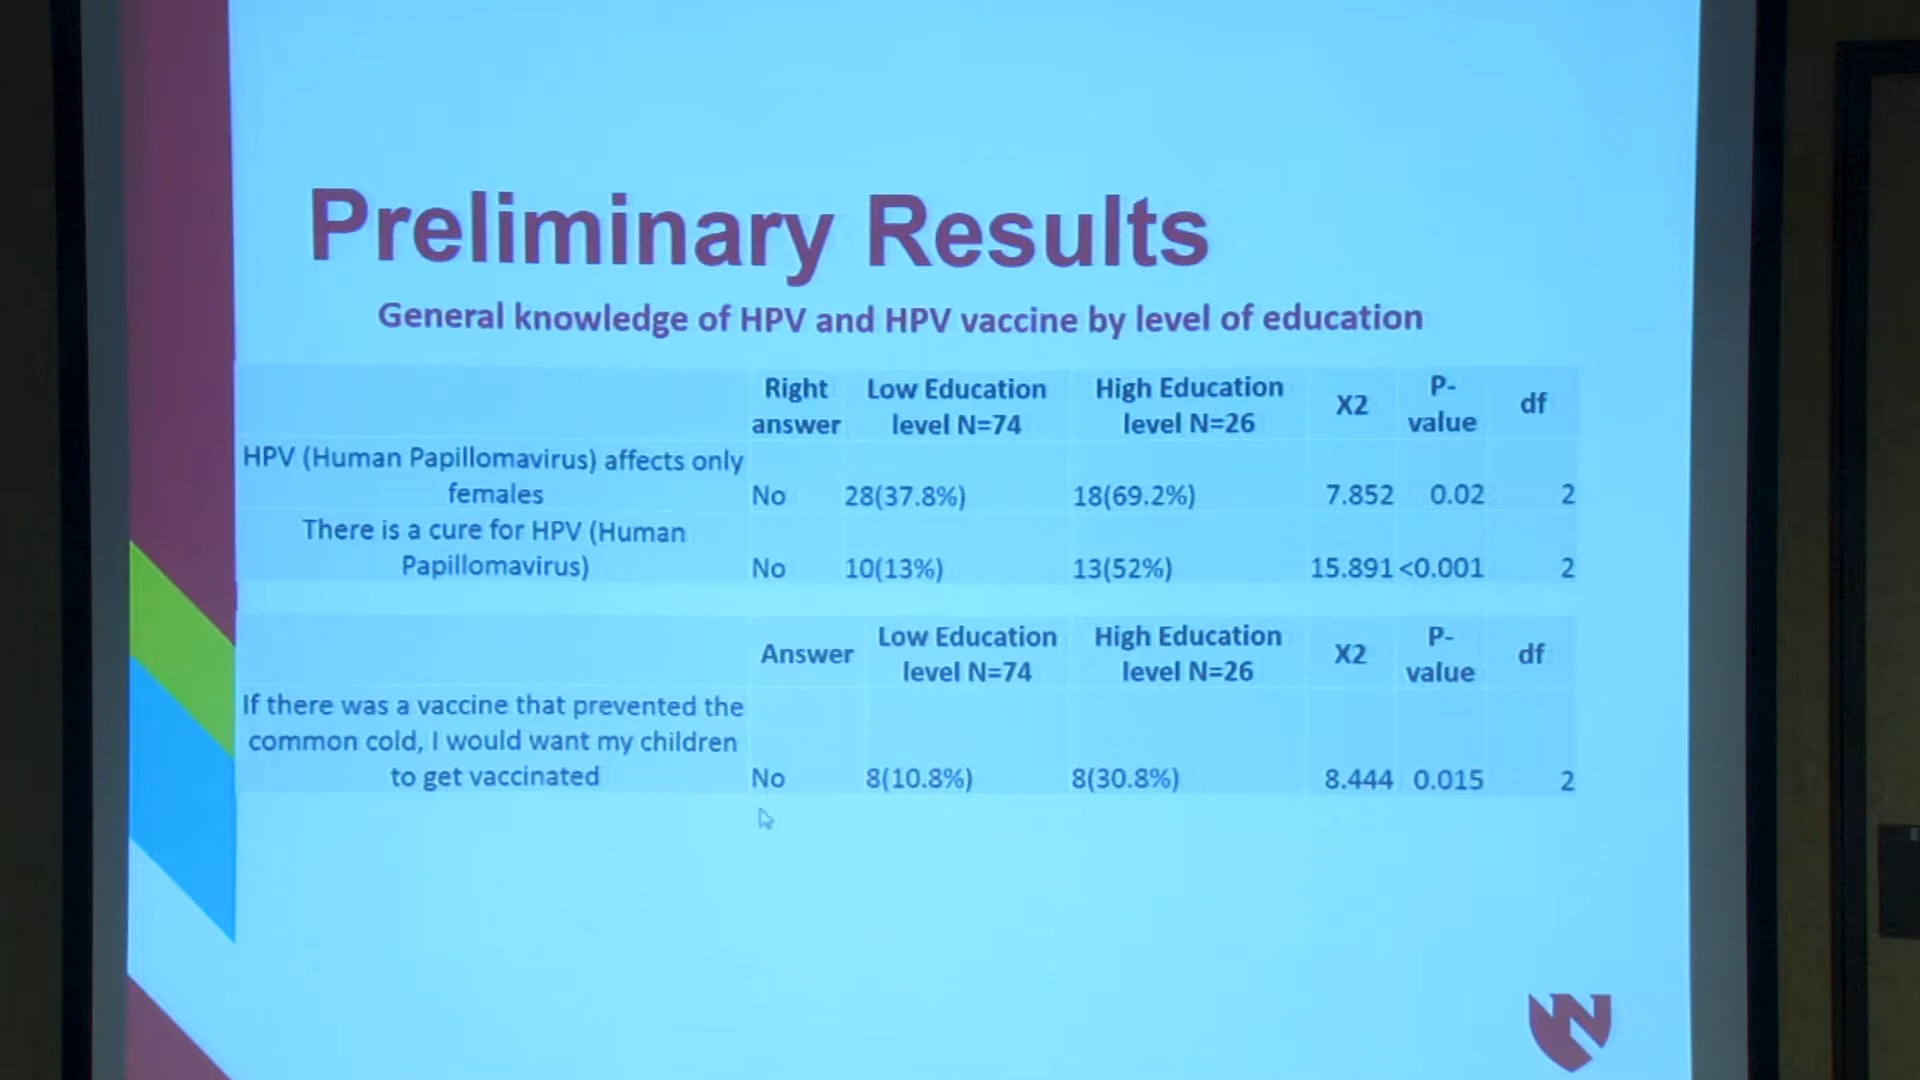 Preliminary Results
General knowledge of HPV and HPV vaccine by level of education
Right answer Low Education level N=74 High Education level N=26 X2 P-value df
HPV (Human Papillomavirus) affects only females No 28(37.8%) 18(69.2%) 7.852 0.02 2
There is a cure for HPV (Human Papillomavirus) No 10(13%) 13(52%) 15.891 <0.001 2
Answer Low Education level N=74 High Education level N=26 X2 P-value df
If there was a vaccine that prevented the common cold, I would want my children to get vaccinated No 8(10.8%) 8(30.8%) 8.444 0.015 2
N